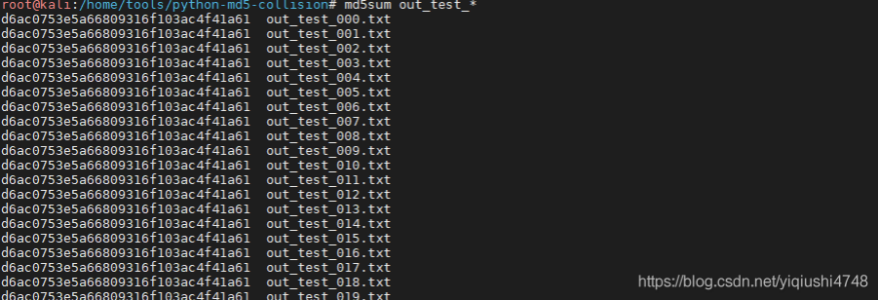 root@kali:/home/tools/python-md5-collision# md5sum out_test_*
d6ac0753e5a66809316f103ac4f41a61  out_test_000.txt
d6ac0753e5a66809316f103ac4f41a61  out_test_001.txt
d6ac0753e5a66809316f103ac4f41a61  out_test_002.txt
d6ac0753e5a66809316f103ac4f41a61  out_test_003.txt
d6ac0753e5a66809316f103ac4f41a61  out_test_004.txt
d6ac0753e5a66809316f103ac4f41a61  out_test_005.txt
d6ac0753e5a66809316f103ac4f41a61  out_test_006.txt
d6ac0753e5a66809316f103ac4f41a61  out_test_007.txt
d6ac0753e5a66809316f103ac4f41a61  out_test_008.txt
d6ac0753e5a66809316f103ac4f41a61  out_test_009.txt
d6ac0753e5a66809316f103ac4f41a61  out_test_010.txt
d6ac0753e5a66809316f103ac4f41a61  out_test_011.txt
d6ac0753e5a66809316f103ac4f41a61  out_test_012.txt
d6ac0753e5a66809316f103ac4f41a61  out_test_013.txt
d6ac0753e5a66809316f103ac4f41a61  out_test_014.txt
d6ac0753e5a66809316f103ac4f41a61  out_test_015.txt
d6ac0753e5a66809316f103ac4f41a61  out_test_016.txt
d6ac0753e5a66809316f103ac4f41a61  out_test_017.txt
d6ac0753e5a66809316f103ac4f41a61  out_test_018.txt
d6ac0753e5a66809316f103ac4f41a61  out_test_019.txt
https://blog.csdn.net/yiqiushi4748